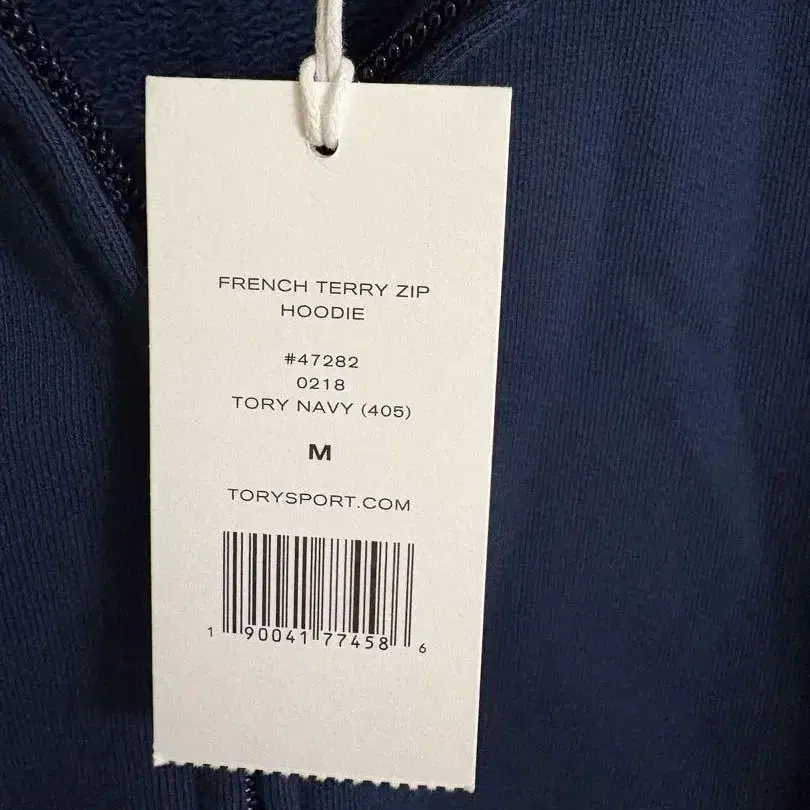 FRENCH TERRY ZIP
HOODIE
#47282
0218
TORY NAVY (405)
M
TORYSPORT.COM
1 90041 77458 6